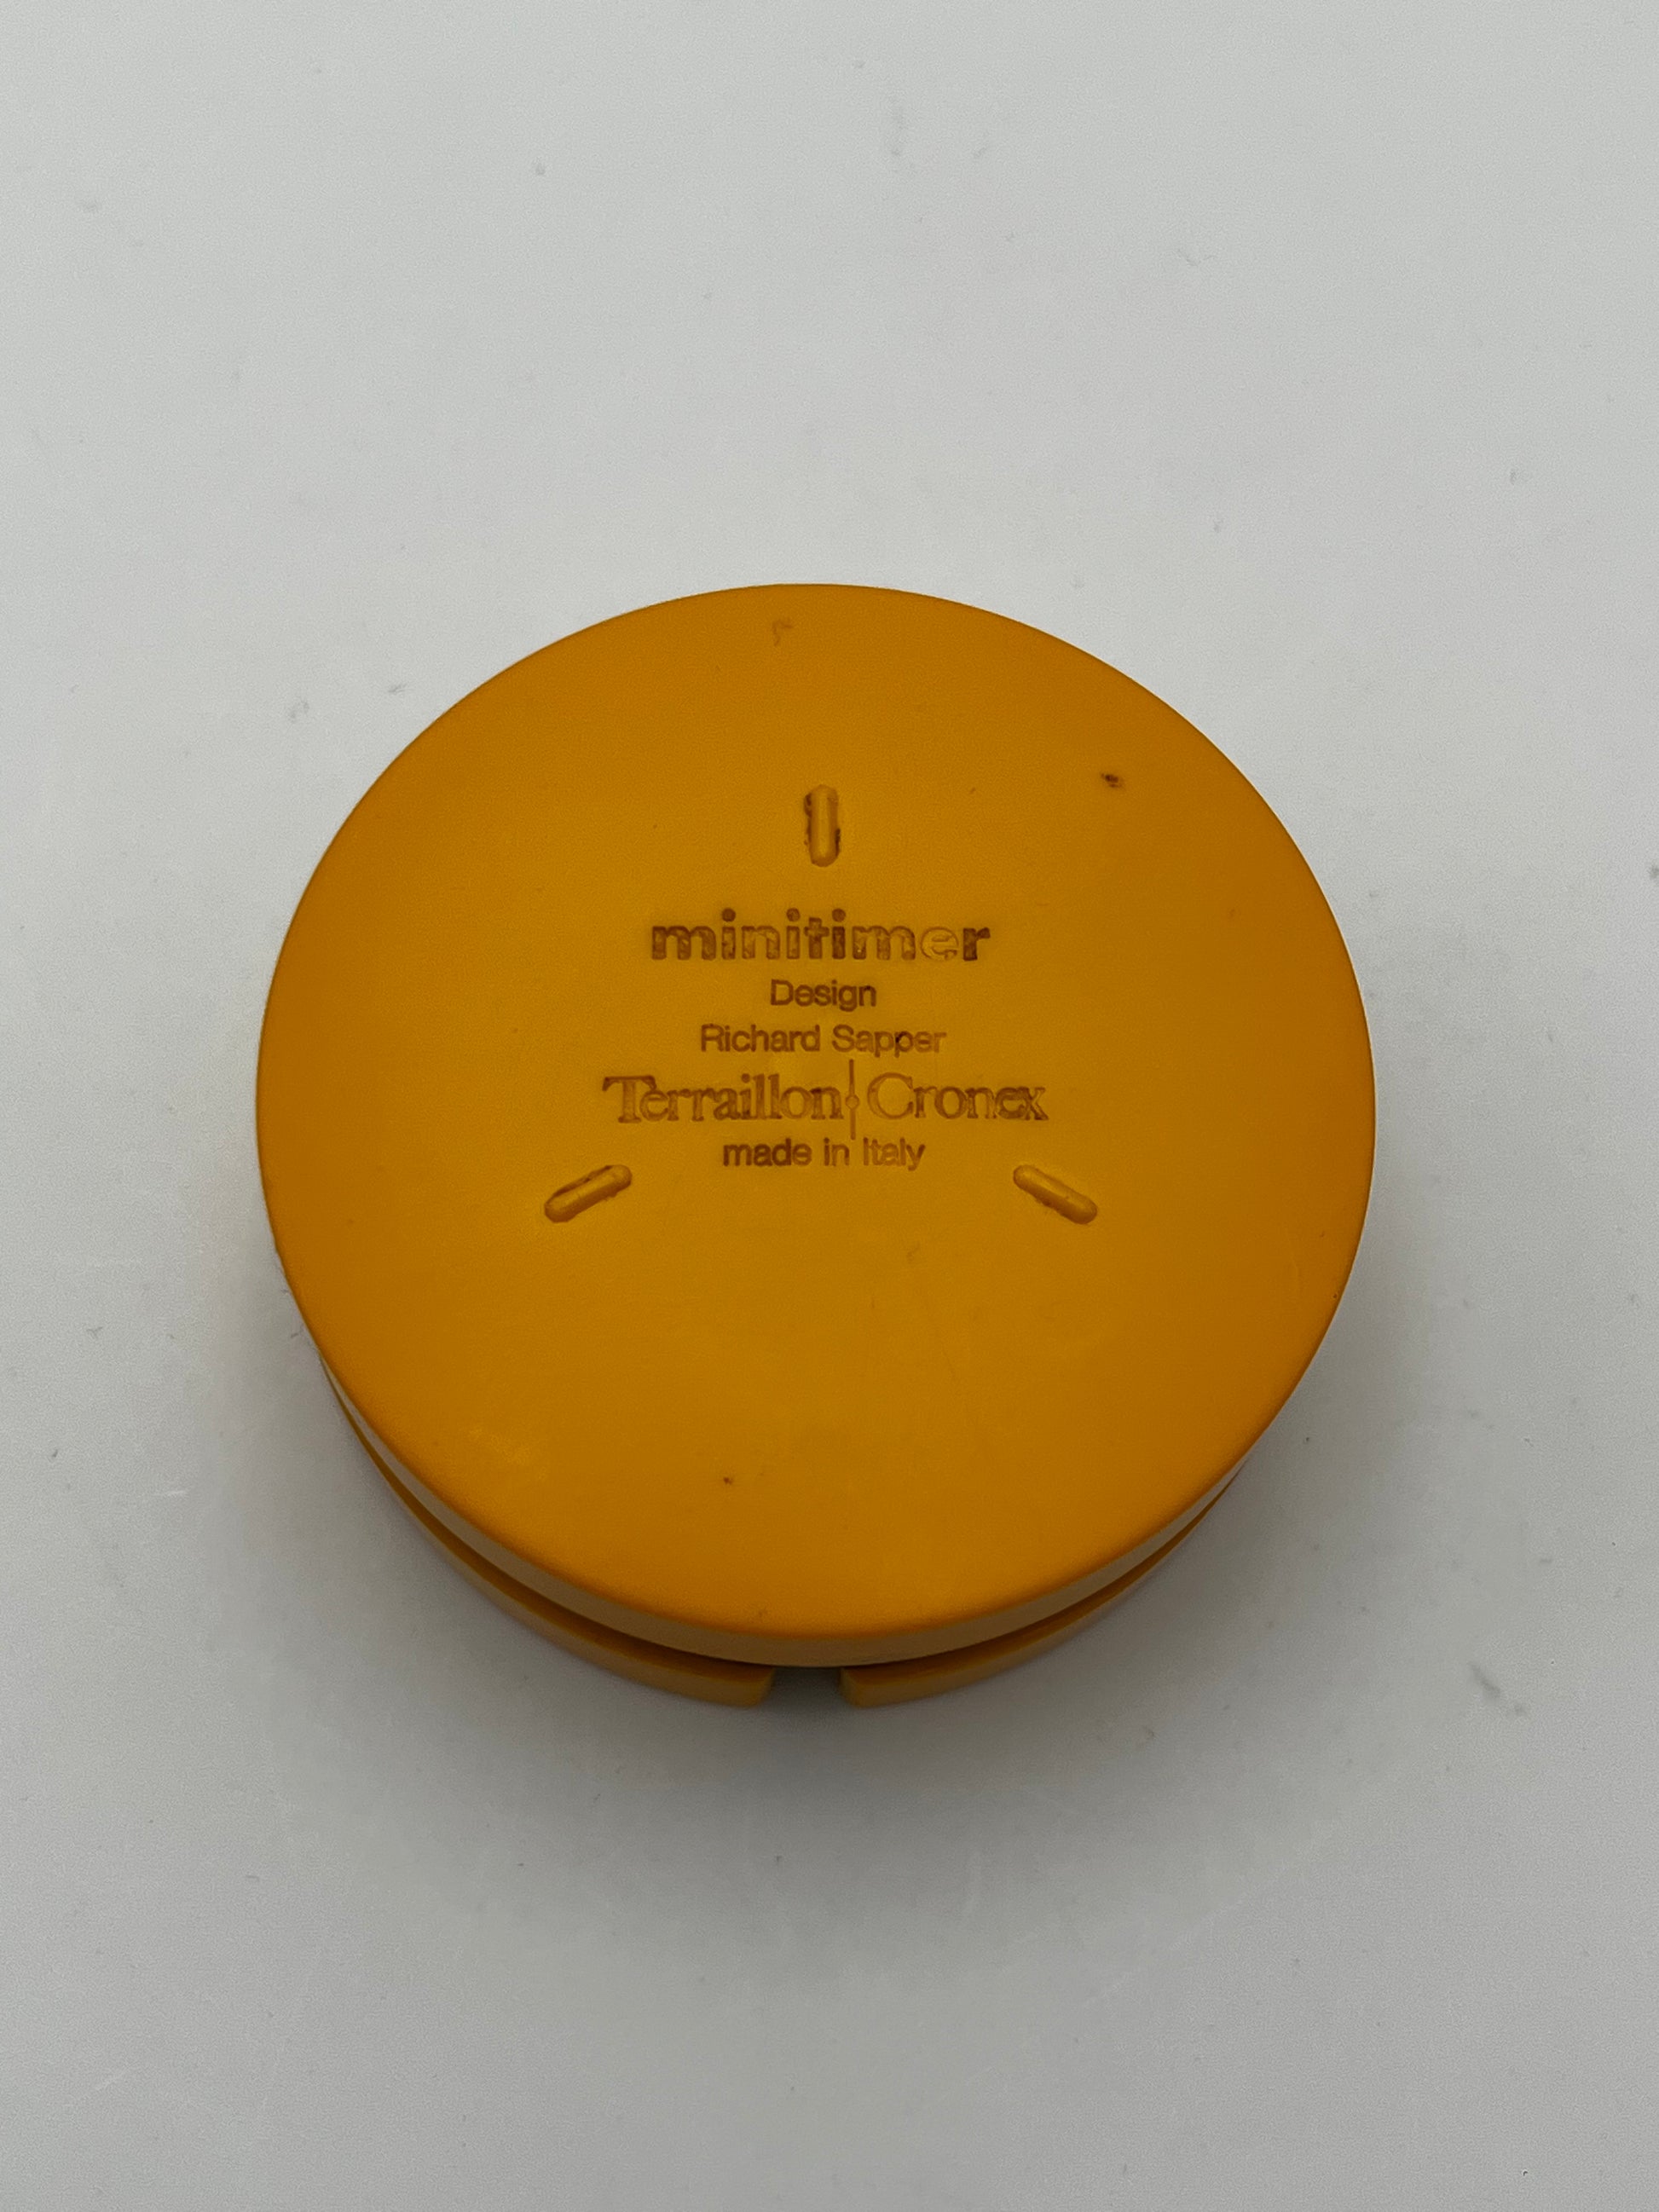 minitimer
Design
Richard Sapper
Terraillon Cronex
made in Italy